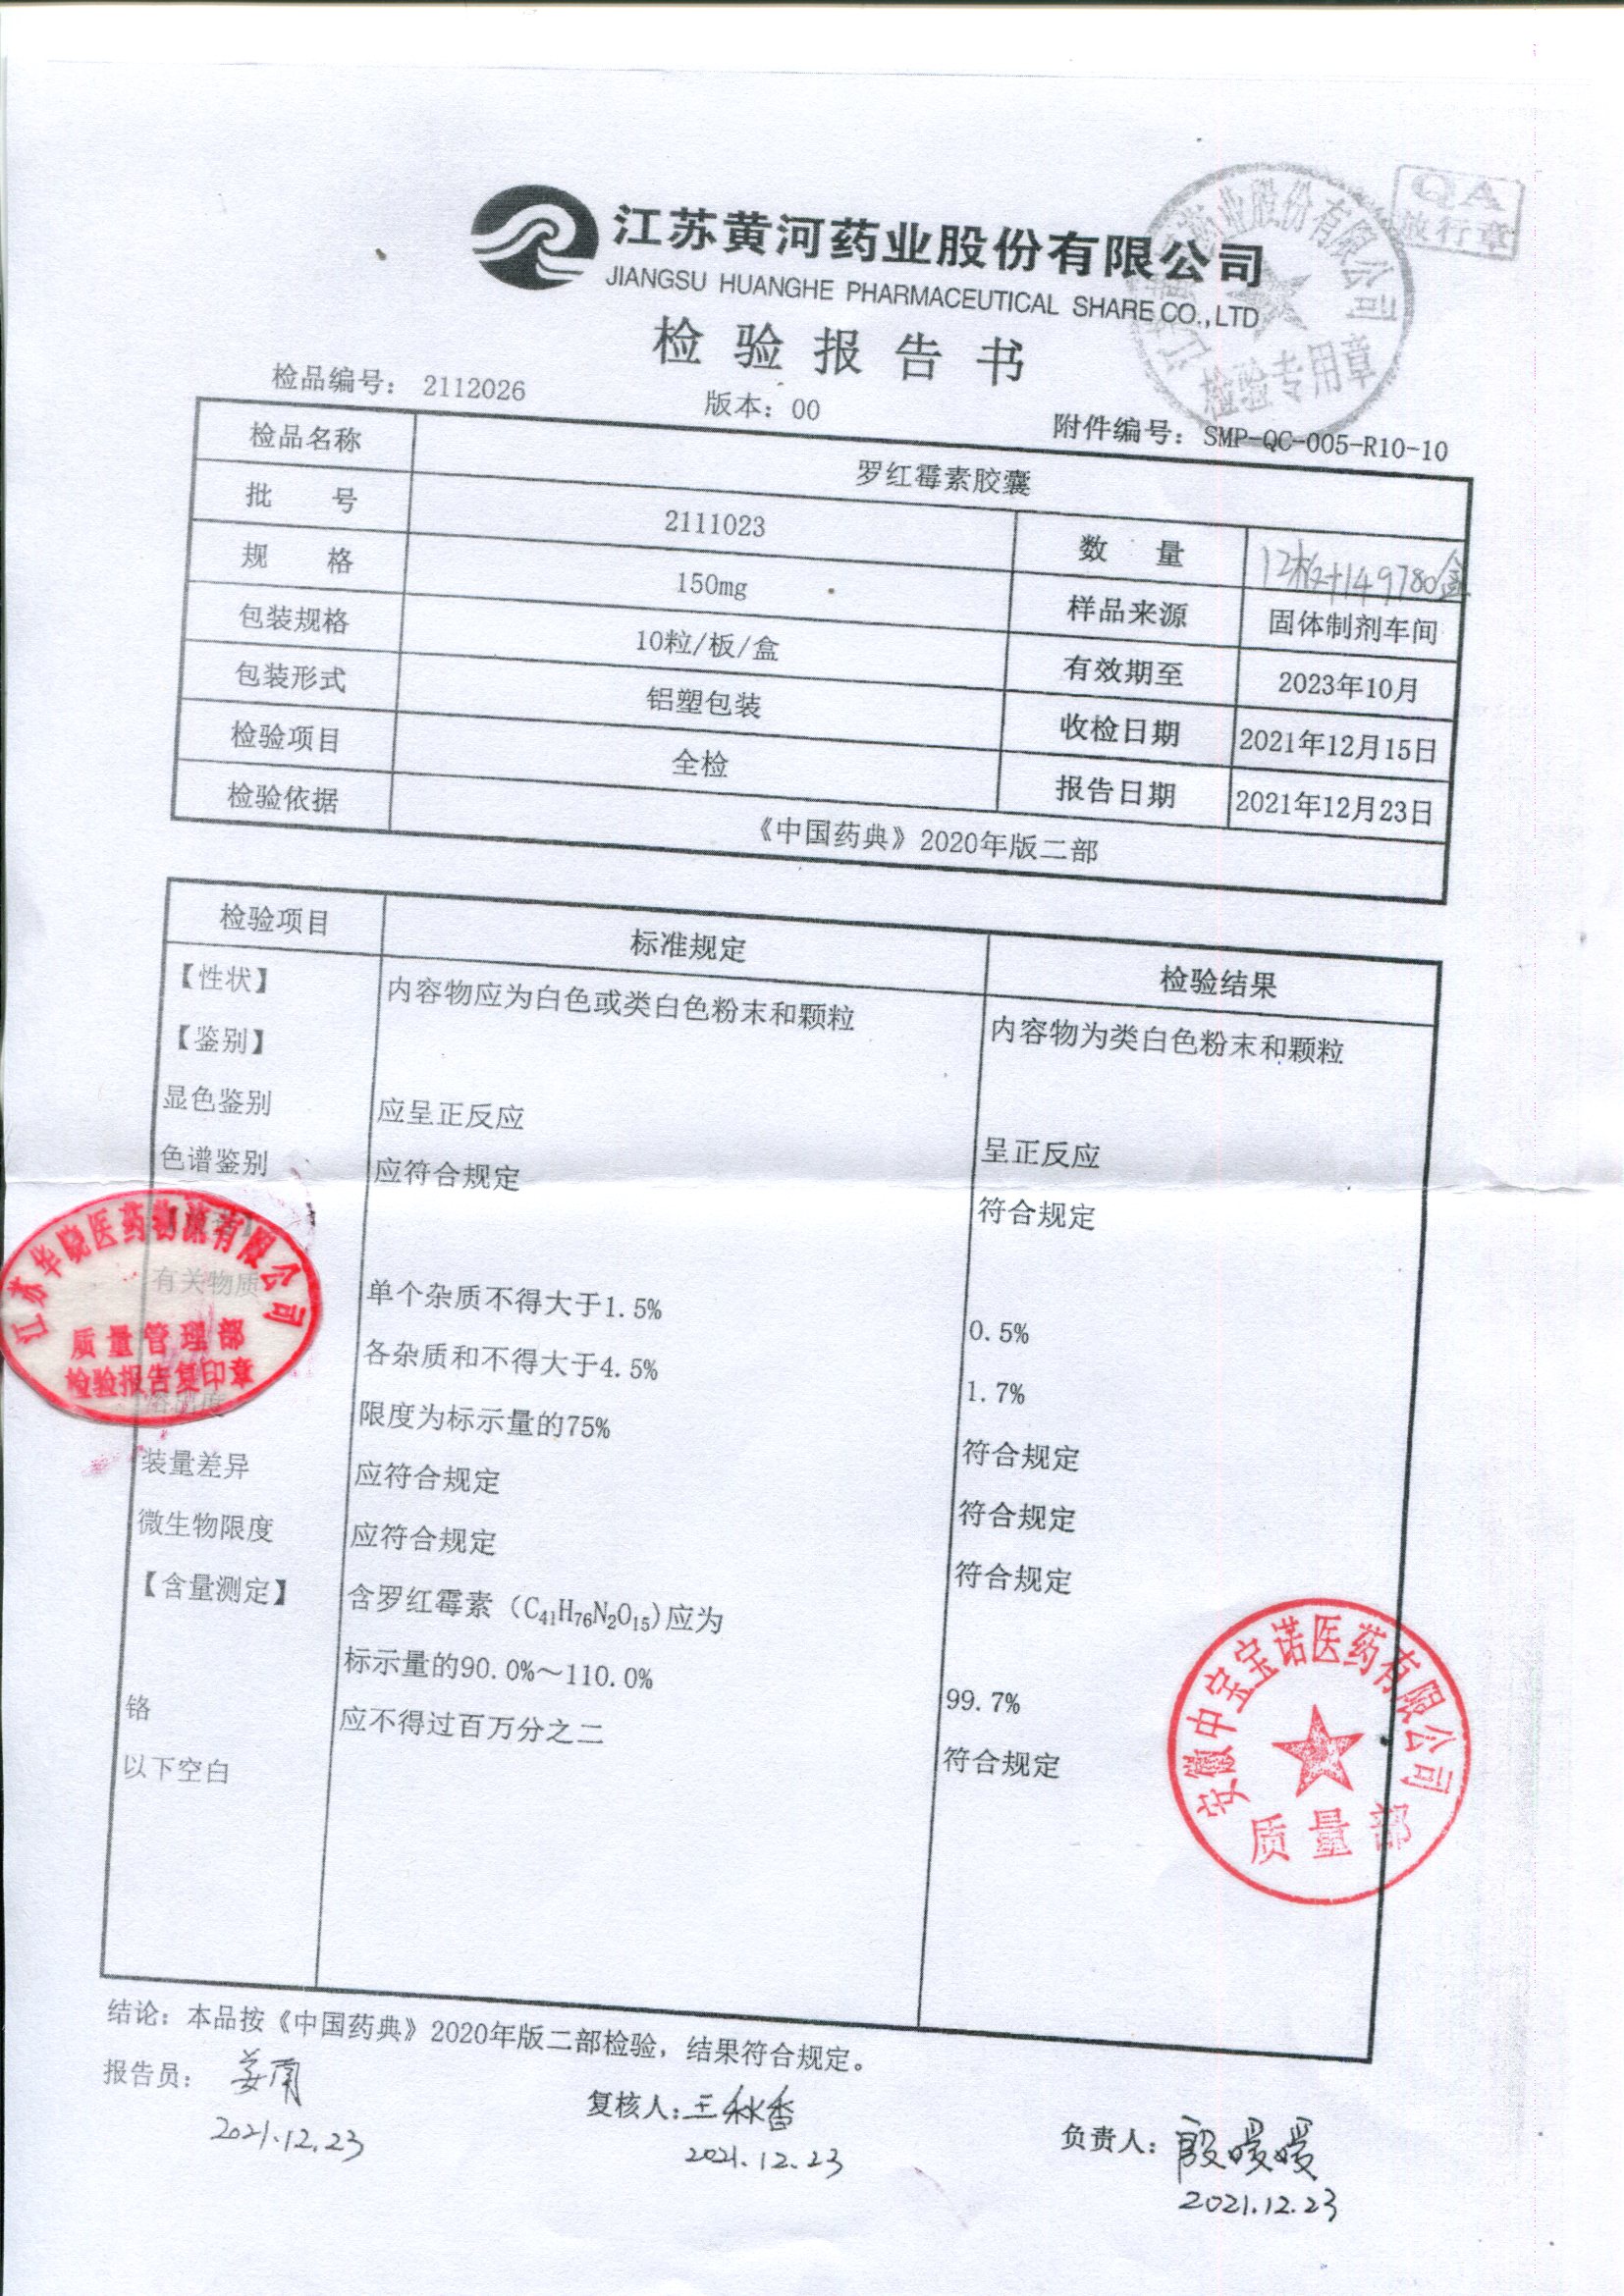 江苏黄河药业股份有限公司
JIANGSU HUANGHE PHARMACEUTICAL SHARE CO.,LTD
QA
放行章
检验专用章
检验报告书
检品编号： 2112026 版本：00 附件编号：SMP-QC-005-R10-10
检品名称 罗红霉素胶囊
批 号 2111023 数 量 149780盒
规 格 150mg 样品来源 固体制剂车间
包装规格 10粒/板/盒 有效期至 2023年10月
包装形式 铝塑包装 收检日期 2021年12月15日
检验项目 全检 报告日期 2021年12月23日
检验依据 《中国药典》2020年版二部
检验项目 标准规定 检验结果
【性状】 内容物应为白色或类白色粉末和颗粒 内容物为类白色粉末和颗粒
【鉴别】
显色鉴别 应呈正反应 呈正反应
色谱鉴别 应符合规定 符合规定
有关物质 单个杂质不得大于1.5% 0.5%
各杂质和不得大于4.5% 1.7%
限度为标示量的75% 符合规定
装量差异 应符合规定 符合规定
微生物限度 应符合规定 符合规定
【含量测定】 含罗红霉素（C41H76N2O15)应为
标示量的90.0%～110.0% 99.7%
铬 应不得过百万分之二 符合规定
以下空白
江苏华晓医药物流有限公司
质量管理部
检验报告复印章
安徽中宝宝诺医药有限公司
质量部
结论：本品按《中国药典》2020年版二部检验，结果符合规定。
报告员： 姜南 复核人：王秋香 负责人：殷媛媛
2021.12.23 2021.12.23 2021.12.23